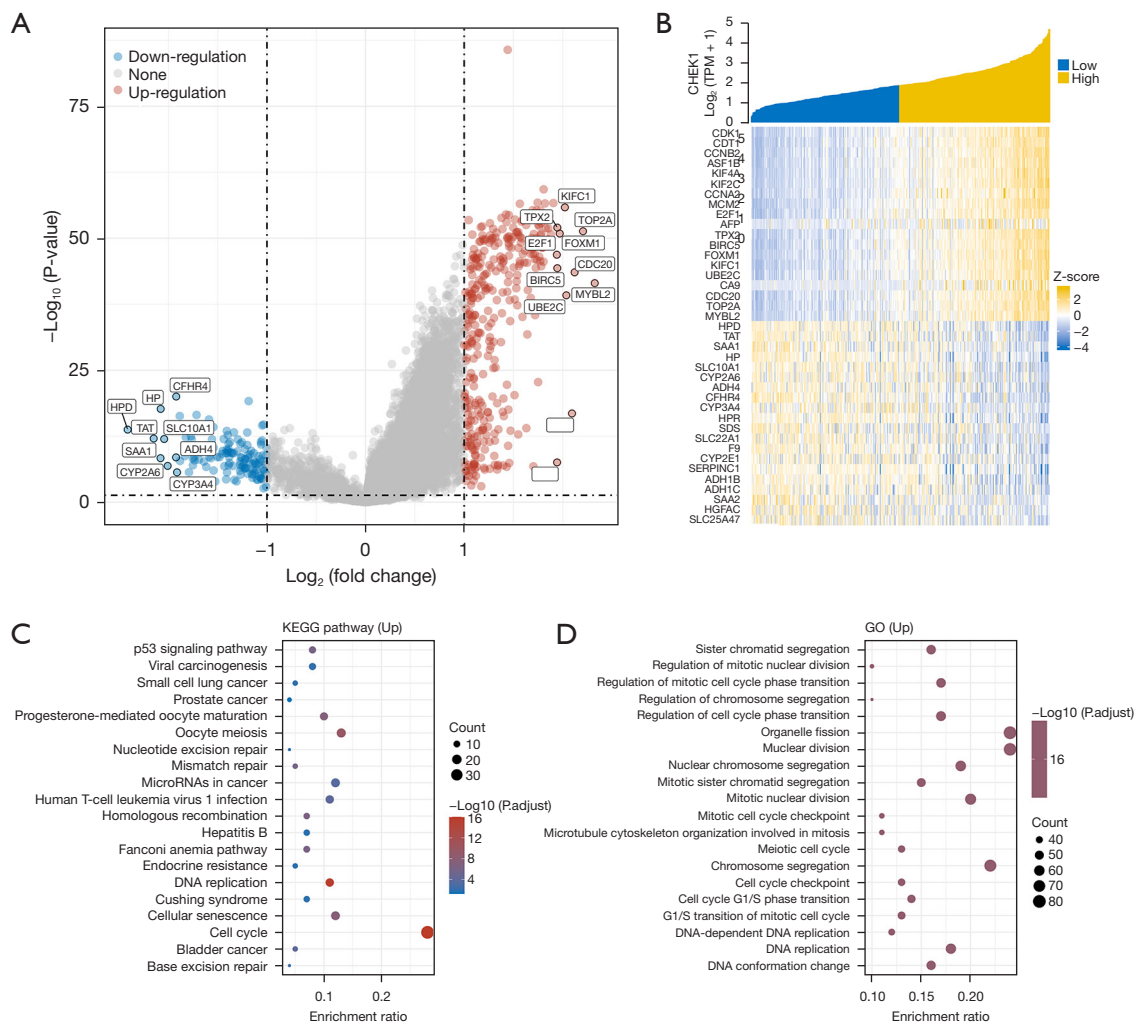 A
Down-regulation
None
Up-regulation
−Log10 (P-value)
75
50
25
0
−1
0
1
Log2 (fold change)
KIFC1
TPX2
TOP2A
E2F1
FOXM1
CDC20
BIRC5
MYBL2
UBE2C
CFHR4
HP
HPD
TAT
SLC10A1
SAA1
ADH4
CYP2A6
CYP3A4
B
CHEK1
Log2 (TPM + 1)
5
4
3
2
1
0
Low
High
CDK1
CDT1
CCNB2
ASF1B
KIF4A
KIF2C
CCNA2
MCM2
E2F1
AFP
TPX2
BIRC5
FOXM1
KIFC1
UBE2C
CA9
CDC20
TOP2A
MYBL2
HPD
TAT
SAA1
HP
SLC10A1
CYP2A6
ADH4
CFHR4
CYP3A4
HPR
SDS
SLC22A1
F9
CYP2E1
SERPINC1
ADH1B
ADH1C
SAA2
HGFAC
SLC25A47
5
4
3
2
1
0
Z-score
4
2
0
−2
−4
C
KEGG pathway (Up)
p53 signaling pathway
Viral carcinogenesis
Small cell lung cancer
Prostate cancer
Progesterone-mediated oocyte maturation
Oocyte meiosis
Nucleotide excision repair
Mismatch repair
MicroRNAs in cancer
Human T-cell leukemia virus 1 infection
Homologous recombination
Hepatitis B
Fanconi anemia pathway
Endocrine resistance
DNA replication
Cushing syndrome
Cellular senescence
Cell cycle
Bladder cancer
Base excision repair
0.1
0.2
Enrichment ratio
Count
10
20
30
−Log10 (P.adjust)
16
12
8
4
D
GO (Up)
Sister chromatid segregation
Regulation of mitotic nuclear division
Regulation of mitotic cell cycle phase transition
Regulation of chromosome segregation
Regulation of cell cycle phase transition
Organelle fission
Muclear division
Nuclear chromosome segregation
Mitotic sister chromatid segregation
Mitotic nuclear division
Mitotic cell cycle checkpoint
Microtubule cytoskeleton organization involved in mitosis
Meiotic cell cycle
Chromosome segregation
Cell cycle checkpoint
Cell cycle G1/S phase transition
G1/S transition of mitotic cell cycle
DNA-dependent DNA replication
DNA replication
DNA conformation change
0.10
0.15
0.20
Enrichment ratio
−Log10 (P.adjust)
16
Count
40
50
60
70
80